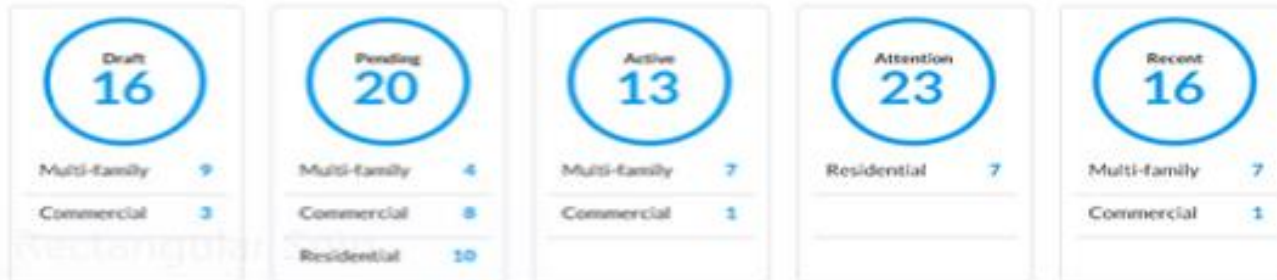 Draft
16
Multi-family 9
Commercial 3
Pending
20
Multi-family 4
Commercial 8
Residential 10
Active
13
Multi-family 7
Commercial 1
Attention
23
Residential 7
Recent
16
Multi-family 7
Commercial 1